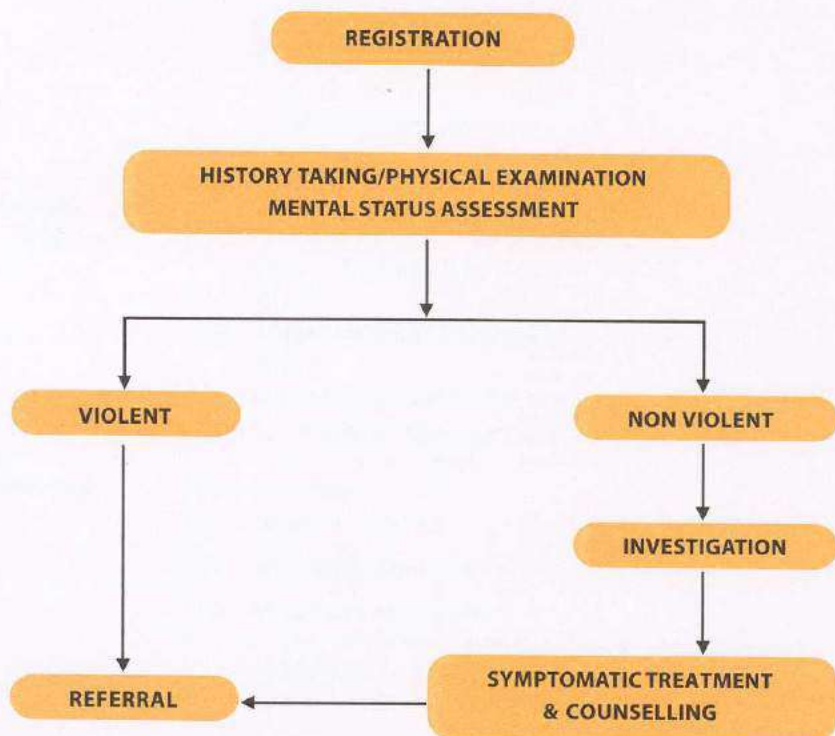 REGISTRATION
HISTORY TAKING/PHYSICAL EXAMINATION
MENTAL STATUS ASSESSMENT
VIOLENT
NON VIOLENT
INVESTIGATION
SYMPTOMATIC TREATMENT
& COUNSELLING
REFERRAL